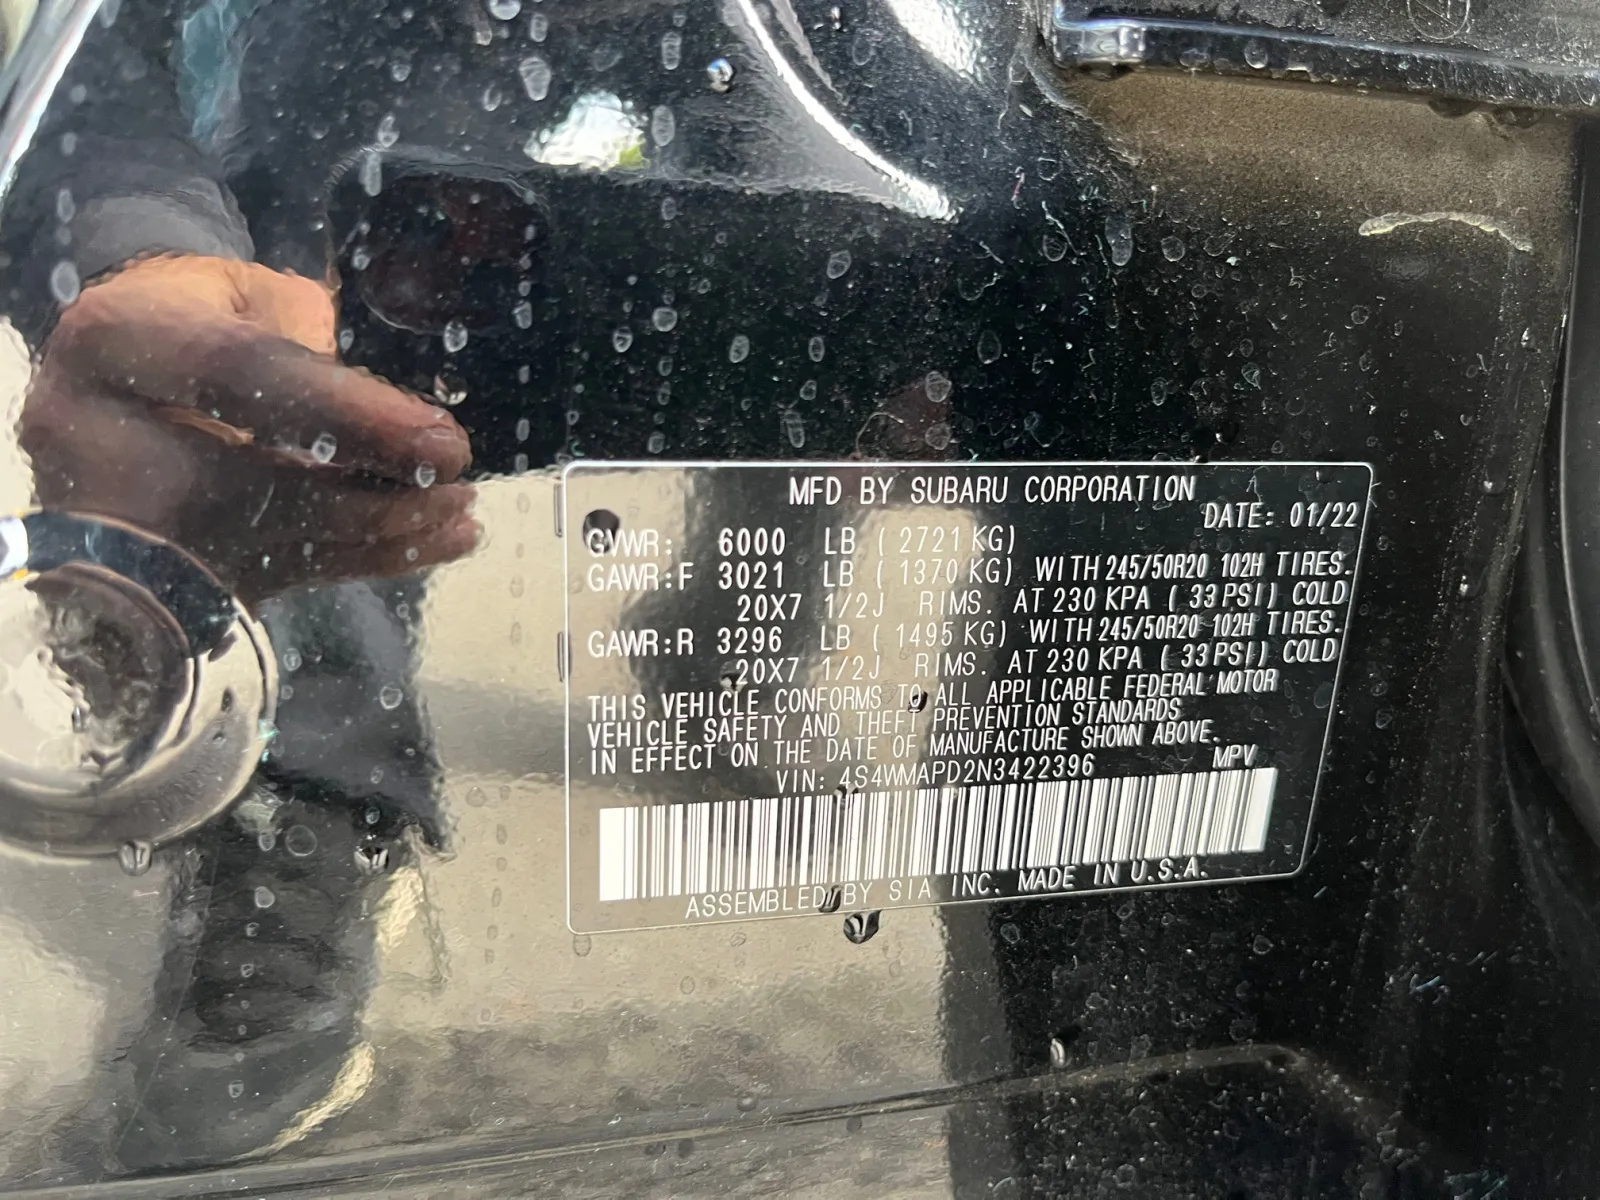 MFD BY SUBARU CORPORATION
DATE: 01/22
GVWR: 6000 LB ( 2721 KG)
GAWR:F 3021 LB ( 1370 KG) WITH 245/50R20 102H TIRES.
20X7 1/2J RIMS. AT 230 KPA ( 33 PSI) COLD
GAWR:R 3296 LB ( 1495 KG) WITH 245/50R20 102H TIRES.
20X7 1/2J RIMS. AT 230 KPA ( 33 PSI) COLD
THIS VEHICLE CONFORMS TO ALL APPLICABLE FEDERAL MOTOR
VEHICLE SAFETY AND THEFT PREVENTION STANDARDS
IN EFFECT ON THE DATE OF MANUFACTURE SHOWN ABOVE.
VIN: 4S4WMAPD2N3422396 MPV
ASSEMBLED BY SIA INC. MADE IN U.S.A.